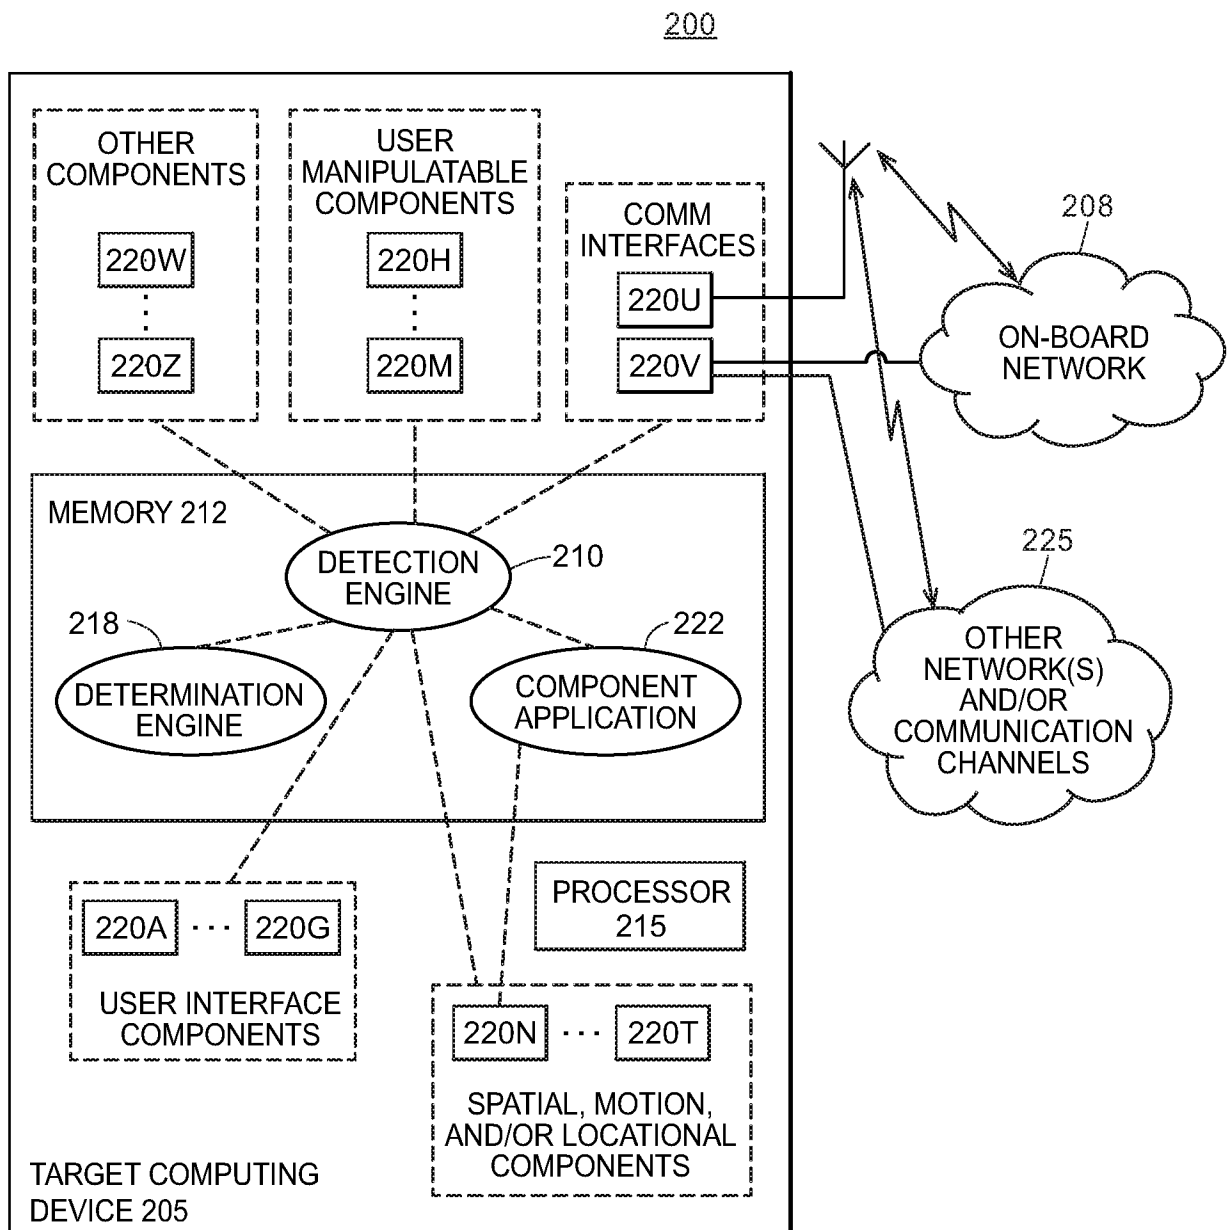 200
OTHER
COMPONENTS
220W
220Z
USER
MANIPULATABLE
COMPONENTS
220H
220M
COMM
INTERFACES
220U
220V
208
ON-BOARD
NETWORK
MEMORY 212
DETECTION
ENGINE
210
218
DETERMINATION
ENGINE
222
COMPONENT
APPLICATION
225
OTHER
NETWORK(S)
AND/OR
COMMUNICATION
CHANNELS
220A ... 220G
USER INTERFACE
COMPONENTS
PROCESSOR
215
220N ... 220T
SPATIAL, MOTION,
AND/OR LOCATIONAL
COMPONENTS
TARGET COMPUTING
DEVICE 205